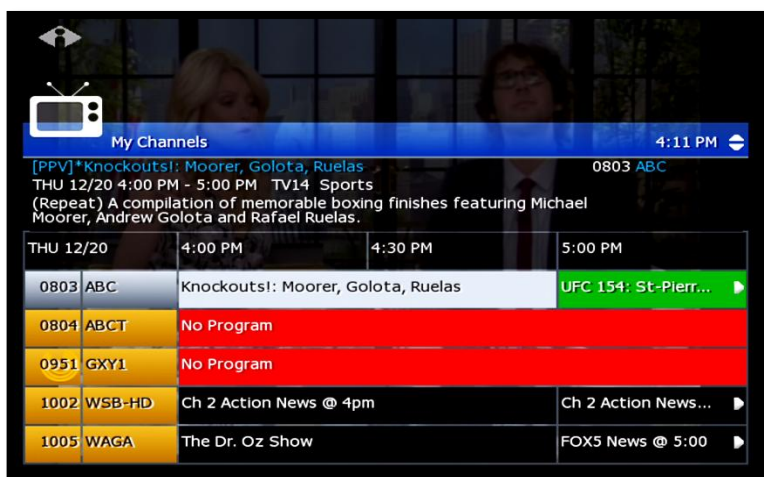 My Channels 4:11 PM
[PPV]*Knockouts!: Moorer, Golota, Ruelas 0803 ABC
THU 12/20 4:00 PM - 5:00 PM TV14 Sports
(Repeat) A compilation of memorable boxing finishes featuring Michael
Moorer, Andrew Golota and Rafael Ruelas.
THU 12/20 4:00 PM 4:30 PM 5:00 PM
0803 ABC Knockouts!: Moorer, Golota, Ruelas UFC 154: St-Pierr...
0804 ABCT No Program
0951 GXY1 No Program
1002 WSB-HD Ch 2 Action News @ 4pm Ch 2 Action News...
1005 WAGA The Dr. Oz Show FOX5 News @ 5:00